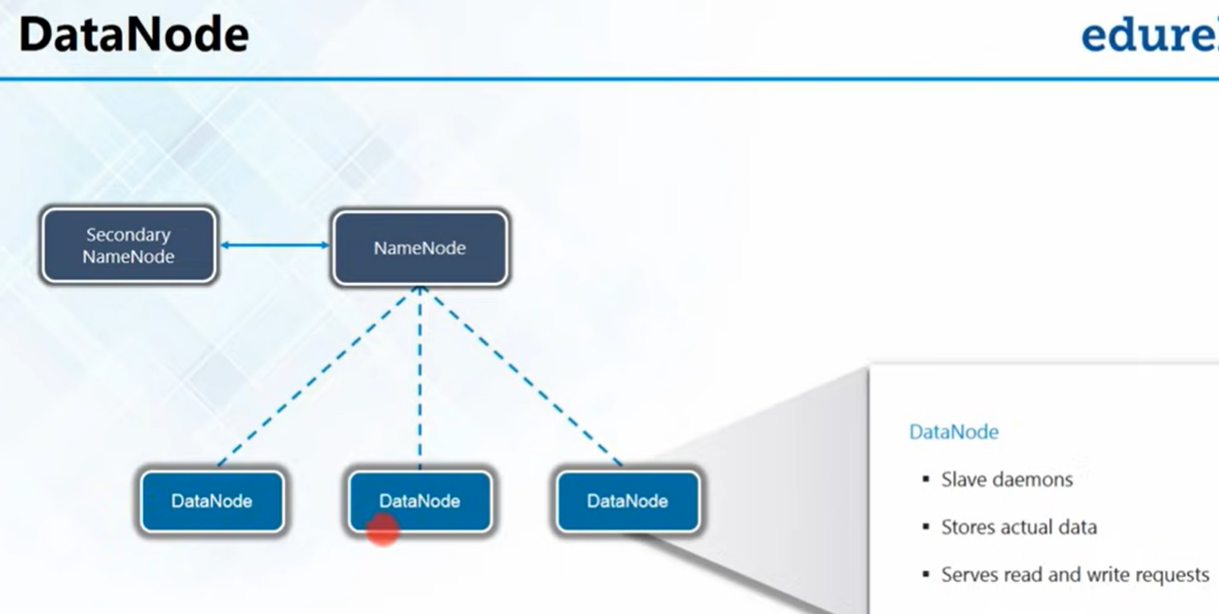 DataNode
Secondary
NameNode
NameNode
DataNode
DataNode
DataNode
DataNode
▪ Slave daemons
▪ Stores actual data
▪ Serves read and write requests